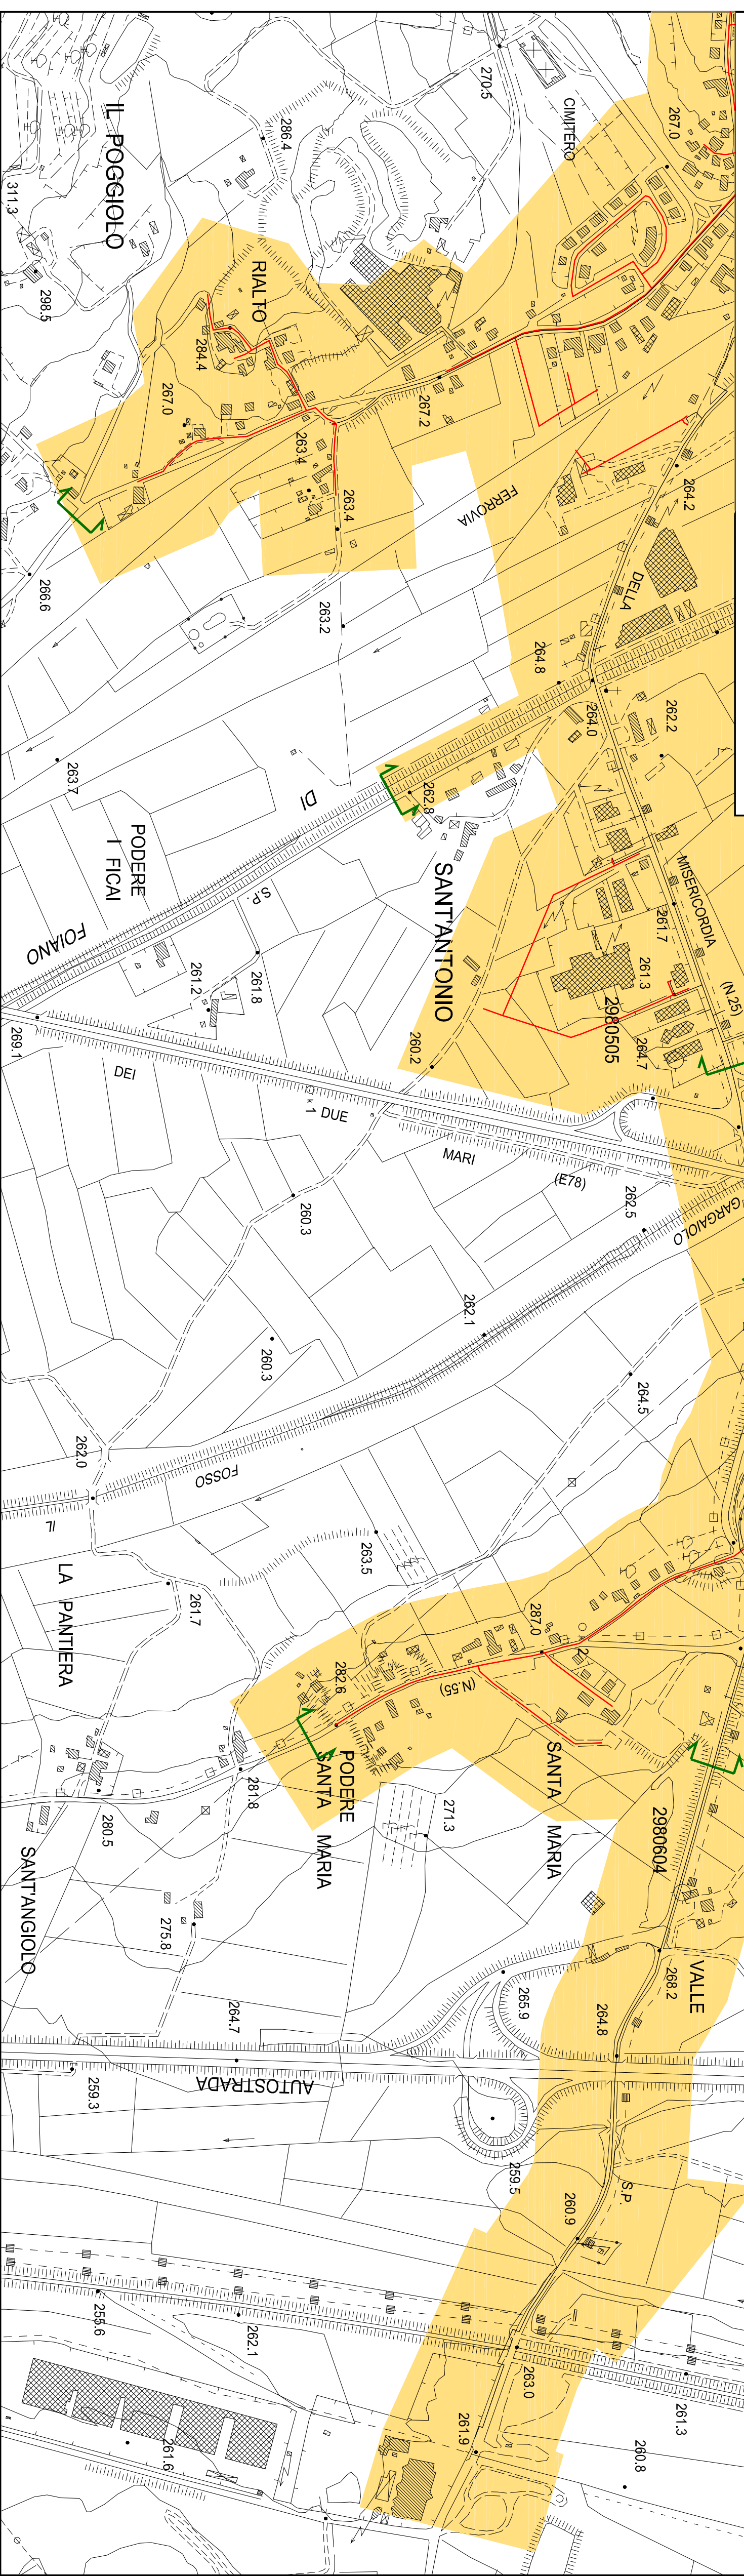 270.5
CIMITERO
267.0
IL POGGIOLO
286.4
311.3
298.5
RIALTO
284.4
267.0
267.2
263.4
263.4
FERROVIA
264.2
DELLA
266.6
263.2
264.8
264.0
262.2
263.7
DI
262.8
PODERE
I FICAI
SANT'ANTONIO
MISERICORDIA
261.7
S.P.
FOIANO
261.2
261.8
261.3
(N.25)
2980505
264.7
260.2
269.1
DEI
k 1
DUE
MARI
(E78)
262.5
GARGAIOLO
260.3
262.1
260.3
264.5
262.0
FOSSO
IL
263.5
LA PANTIERA
261.7
287.0
2
282.6
(N.55)
PODERE
SANTA MARIA
SANTA MARIA
281.8
280.5
271.3
2980604
SANT'ANGIOLO
275.8
VALLE
268.2
265.9
264.8
264.7
AUTOSTRADA
259.3
259.5
S.P.
260.9
255.6
262.1
263.0
261.3
261.9
260.8
261.6